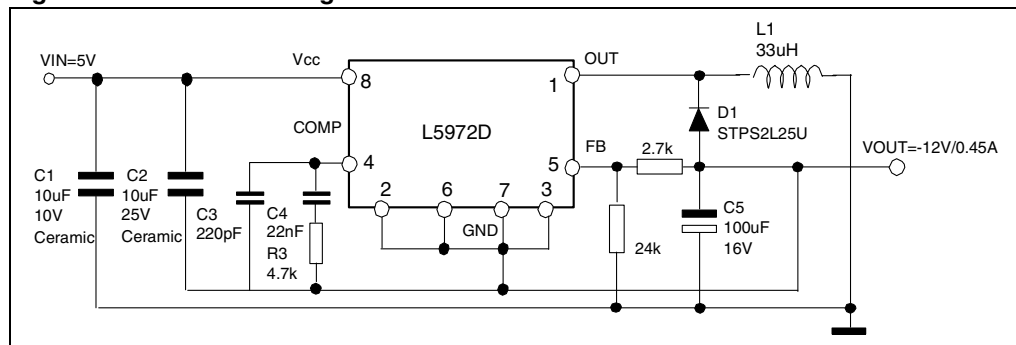 VIN=5V
Vcc
8
COMP
4
L5972D
1
OUT
5
FB
2
6
7
3
GND
L1
33uH
D1
STPS2L25U
2.7k
VOUT=-12V/0.45A
C1
10uF
10V
Ceramic
C2
10uF
25V
Ceramic
C3
220pF
C4
22nF
R3
4.7k
24k
C5
100uF
16V